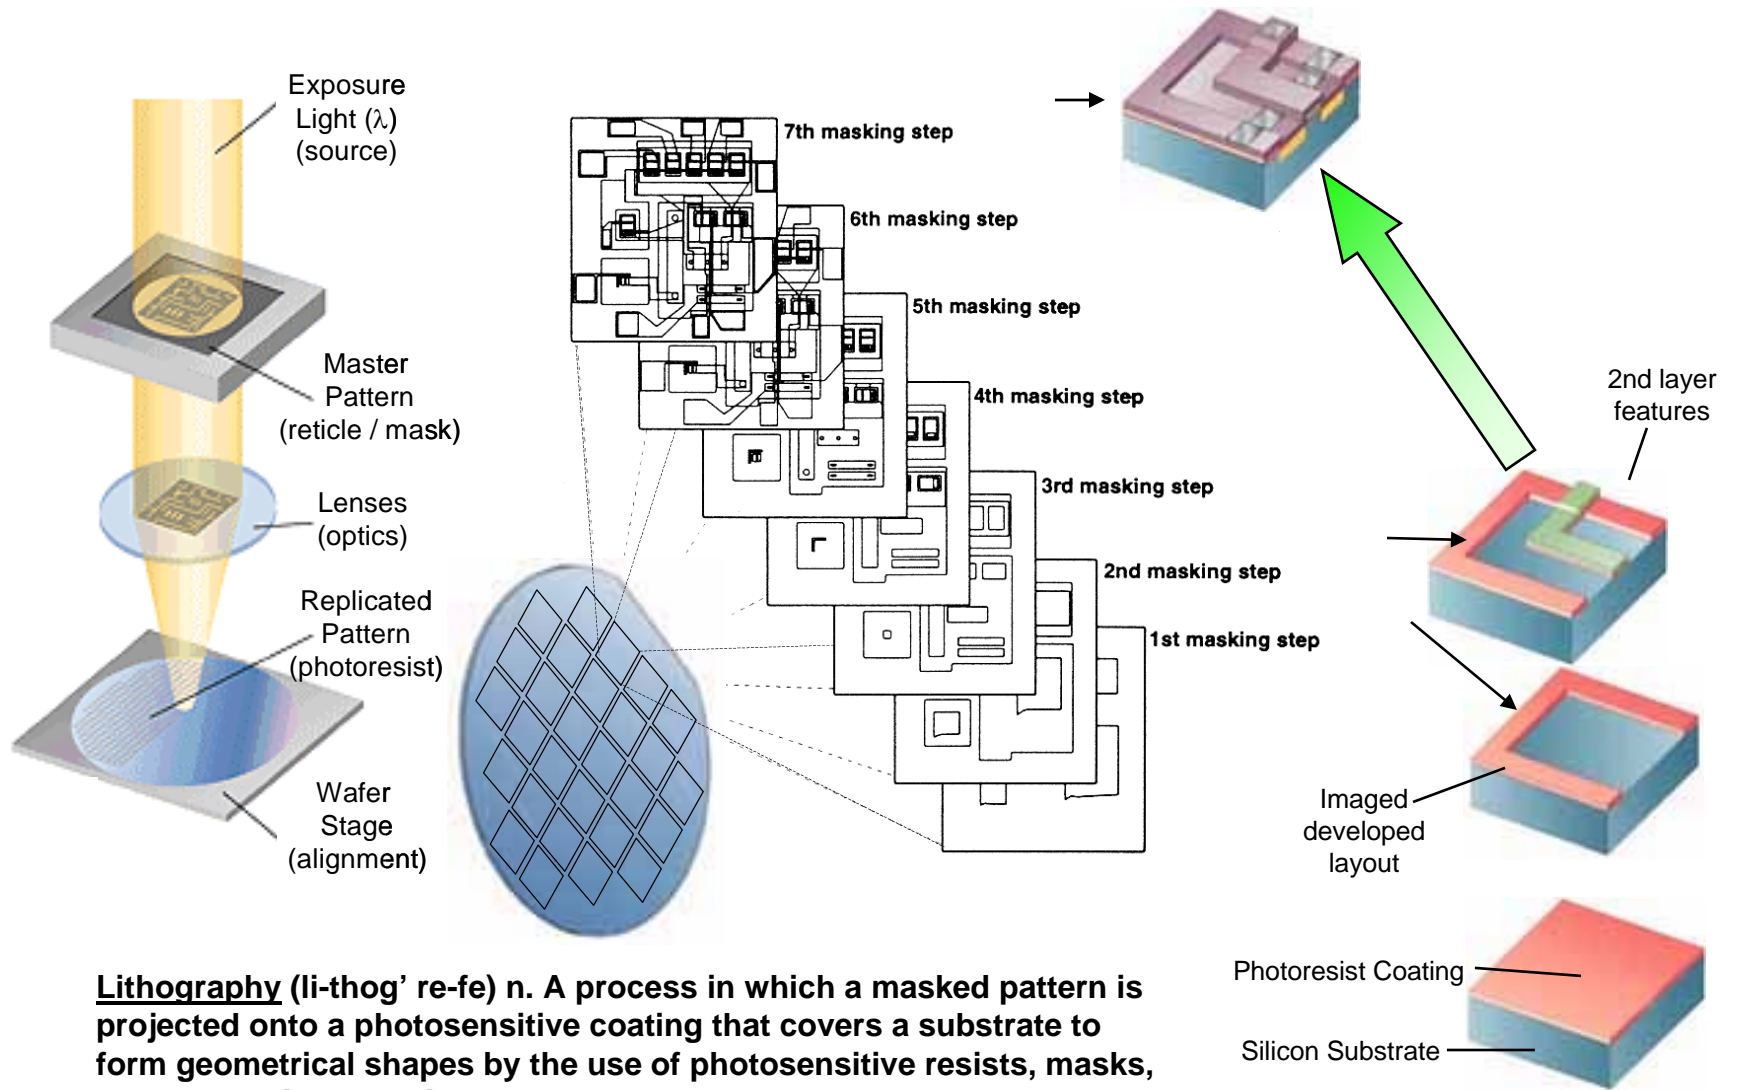 Exposure
Light (λ)
(source)
Master
Pattern
(reticle / mask)
Lenses
(optics)
Replicated
Pattern
(photoresist)
Wafer
Stage
(alignment)
7th masking step
6th masking step
5th masking step
4th masking step
3rd masking step
2nd masking step
1st masking step
2nd layer
features
Imaged
developed
layout
Photoresist Coating
Silicon Substrate
Lithography (li-thog’ re-fe) n. A process in which a masked pattern is
projected onto a photosensitive coating that covers a substrate to
form geometrical shapes by the use of photosensitive resists, masks,